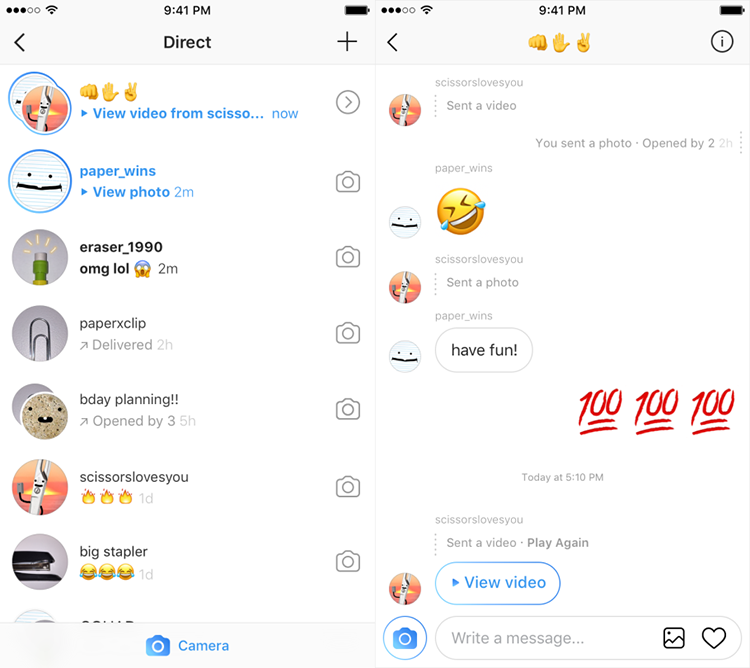 9:41 PM
Direct
👊✋✌️
View video from scisso... now
paper_wins
View photo 2m
eraser_1990
omg lol 😱 2m
paperxclip
Delivered 2h
bday planning!!
Opened by 3 5h
scissorslovesyou
🔥🔥🔥 1d
big stapler
😂😂😂 1d
Camera
9:41 PM
👊✋✌️
scissorslovesyou
Sent a video
You sent a photo · Opened by 2 2h
paper_wins
🤣
scissorslovesyou
Sent a photo
paper_wins
have fun!
💯 💯 💯
Today at 5:10 PM
scissorslovesyou
Sent a video · Play Again
View video
Write a message...